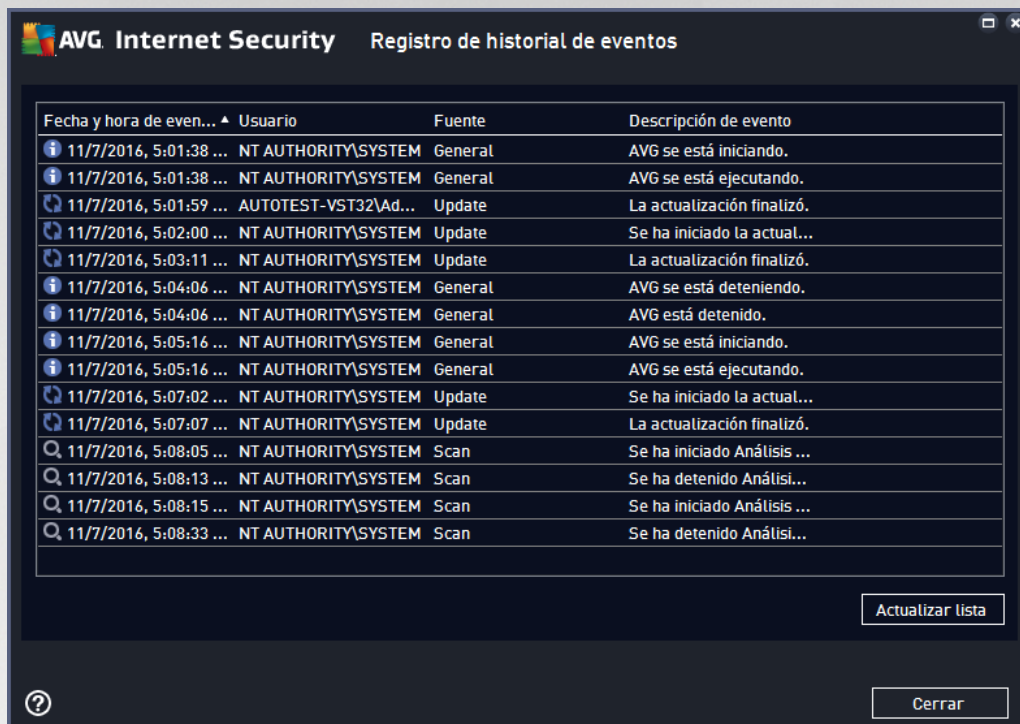 AVG Internet Security Registro de historial de eventos
Fecha y hora de even... Usuario Fuente Descripción de evento
11/7/2016, 5:01:38 ... NT AUTHORITY\SYSTEM General AVG se está iniciando.
11/7/2016, 5:01:38 ... NT AUTHORITY\SYSTEM General AVG se está ejecutando.
11/7/2016, 5:01:59 ... AUTOTEST-VST32\Ad... Update La actualización finalizó.
11/7/2016, 5:02:00 ... NT AUTHORITY\SYSTEM Update Se ha iniciado la actual...
11/7/2016, 5:03:11 ... NT AUTHORITY\SYSTEM Update La actualización finalizó.
11/7/2016, 5:04:06 ... NT AUTHORITY\SYSTEM General AVG se está deteniendo.
11/7/2016, 5:04:06 ... NT AUTHORITY\SYSTEM General AVG está detenido.
11/7/2016, 5:05:16 ... NT AUTHORITY\SYSTEM General AVG se está iniciando.
11/7/2016, 5:05:16 ... NT AUTHORITY\SYSTEM General AVG se está ejecutando.
11/7/2016, 5:07:02 ... NT AUTHORITY\SYSTEM Update Se ha iniciado la actual...
11/7/2016, 5:07:07 ... NT AUTHORITY\SYSTEM Update La actualización finalizó.
11/7/2016, 5:08:05 ... NT AUTHORITY\SYSTEM Scan Se ha iniciado Análisis ...
11/7/2016, 5:08:13 ... NT AUTHORITY\SYSTEM Scan Se ha detenido Análisi...
11/7/2016, 5:08:15 ... NT AUTHORITY\SYSTEM Scan Se ha iniciado Análisis ...
11/7/2016, 5:08:33 ... NT AUTHORITY\SYSTEM Scan Se ha detenido Análisi...
Actualizar lista
Cerrar